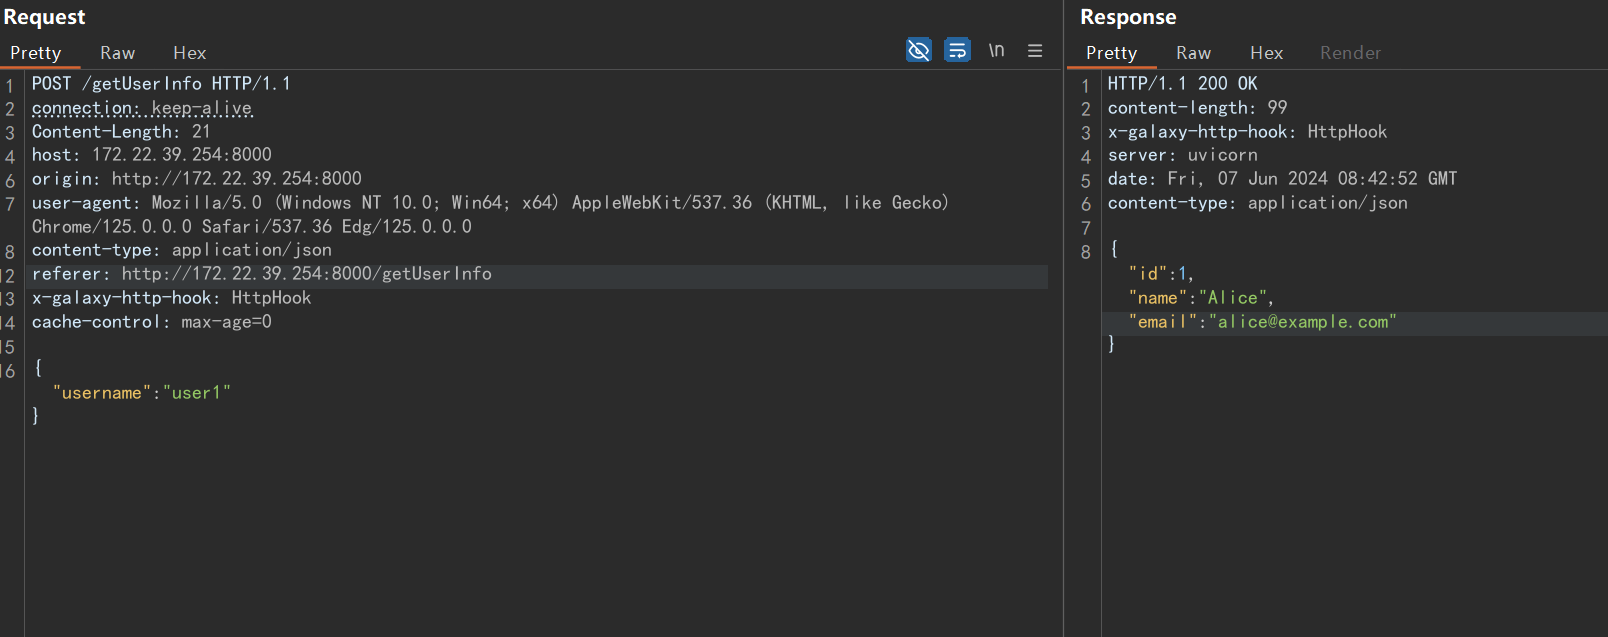 Request
Pretty Raw Hex \n
1 POST /getUserInfo HTTP/1.1
2 connection: keep-alive
3 Content-Length: 21
4 host: 172.22.39.254:8000
6 origin: http://172.22.39.254:8000
7 user-agent: Mozilla/5.0 (Windows NT 10.0; Win64; x64) AppleWebKit/537.36 (KHTML, like Gecko)
Chrome/125.0.0.0 Safari/537.36 Edg/125.0.0.0
8 content-type: application/json
12 referer: http://172.22.39.254:8000/getUserInfo
13 x-galaxy-http-hook: HttpHook
14 cache-control: max-age=0
15
16 {
"username":"user1"
}
Response
Pretty Raw Hex Render
1 HTTP/1.1 200 OK
2 content-length: 99
3 x-galaxy-http-hook: HttpHook
4 server: uvicorn
5 date: Fri, 07 Jun 2024 08:42:52 GMT
6 content-type: application/json
7
8 {
"id":1,
"name":"Alice",
"email":"alice@example.com"
}